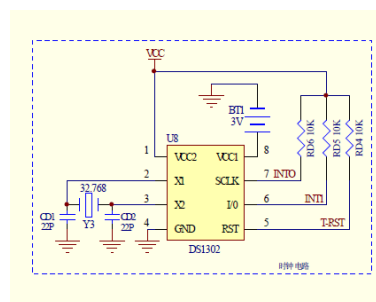 VCC
BT1
3V
U8
RD6 10K
RD5 10K
RD4 10K
1 VCC2 VCC1 8
2 X1 SCLK 7 INT0
32.768
3 X2 I/0 6 INT1
CD1
22P
Y3
CD2
22P
4 GND RST 5 T-RST
DS1302
时钟电路